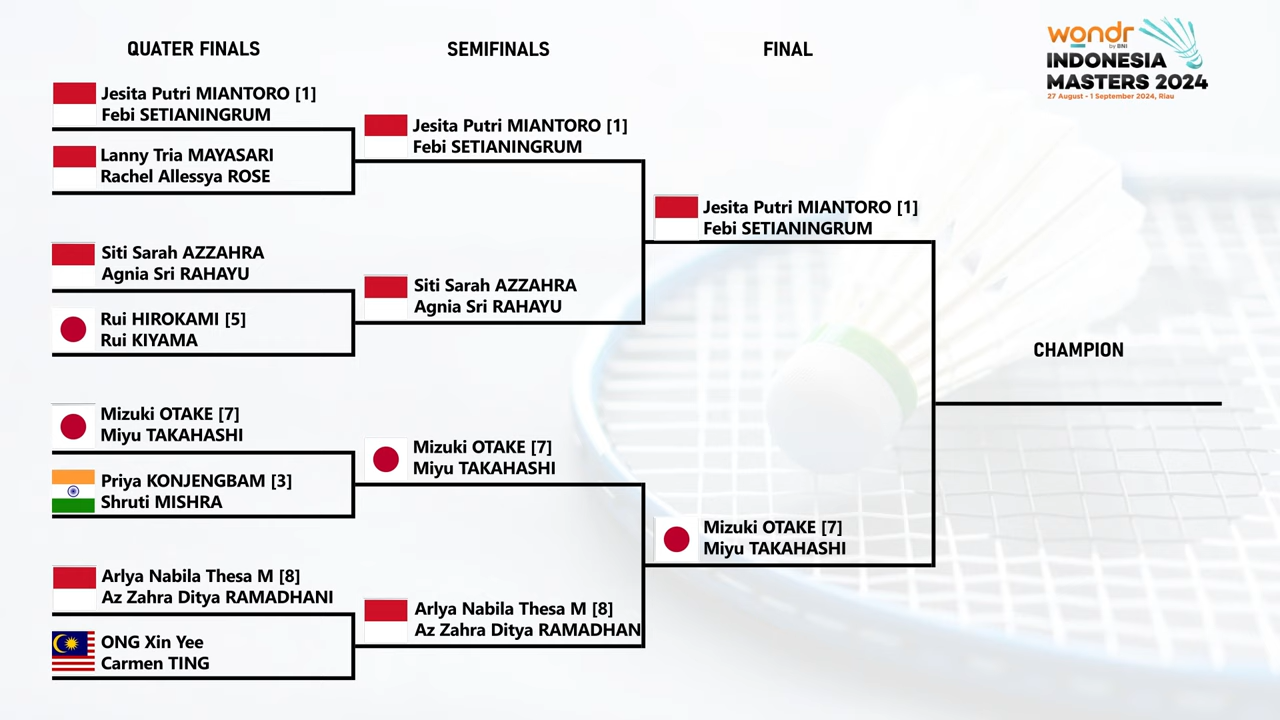 QUATER FINALS
SEMIFINALS
FINAL
wondr
by BNI
INDONESIA
MASTERS 2024
27 August - 1 September 2024, Riau
Jesita Putri MIANTORO [1]
Febi SETIANINGRUM
Lanny Tria MAYASARI
Rachel Allessya ROSE
Siti Sarah AZZAHRA
Agnia Sri RAHAYU
Rui HIROKAMI [5]
Rui KIYAMA
Mizuki OTAKE [7]
Miyu TAKAHASHI
Priya KONJENGBAM [3]
Shruti MISHRA
Arlya Nabila Thesa M [8]
Az Zahra Ditya RAMADHANI
ONG Xin Yee
Carmen TING
Jesita Putri MIANTORO [1]
Febi SETIANINGRUM
Siti Sarah AZZAHRA
Agnia Sri RAHAYU
Mizuki OTAKE [7]
Miyu TAKAHASHI
Arlya Nabila Thesa M [8]
Az Zahra Ditya RAMADHAN
Jesita Putri MIANTORO [1]
Febi SETIANINGRUM
Mizuki OTAKE [7]
Miyu TAKAHASHI
CHAMPION